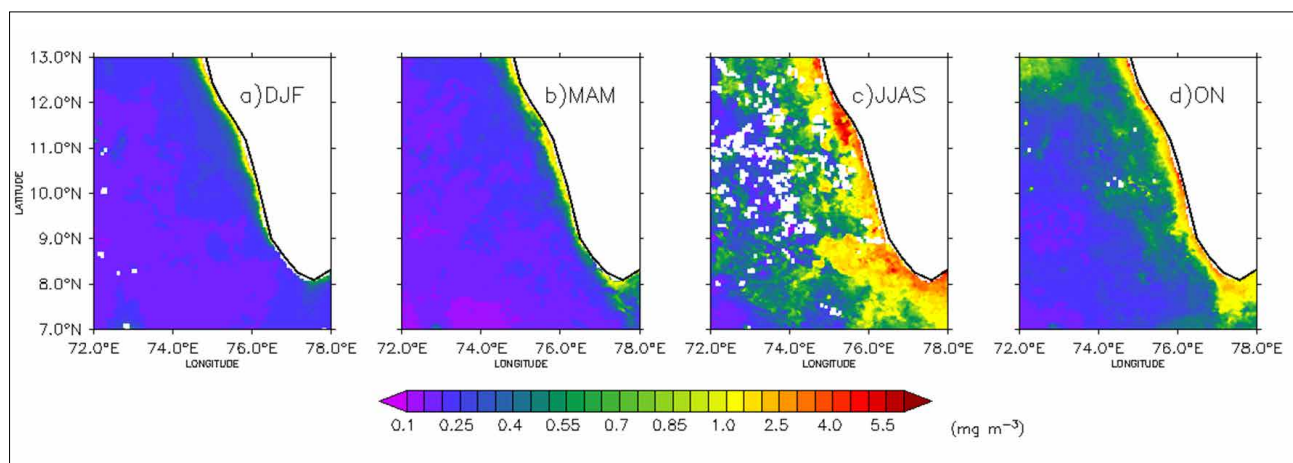 13.0°N
12.0°N
11.0°N
10.0°N
9.0°N
8.0°N
7.0°N
LATITUDE
a)DJF
72.0°E 74.0°E 76.0°E 78.0°E
LONGITUDE
b)MAM
72.0°E 74.0°E 76.0°E 78.0°E
LONGITUDE
c)JJAS
72.0°E 74.0°E 76.0°E 78.0°E
LONGITUDE
d)ON
72.0°E 74.0°E 76.0°E 78.0°E
LONGITUDE
0.1 0.25 0.4 0.55 0.7 0.85 1.0 2.5 4.0 5.5 (mg m⁻³)